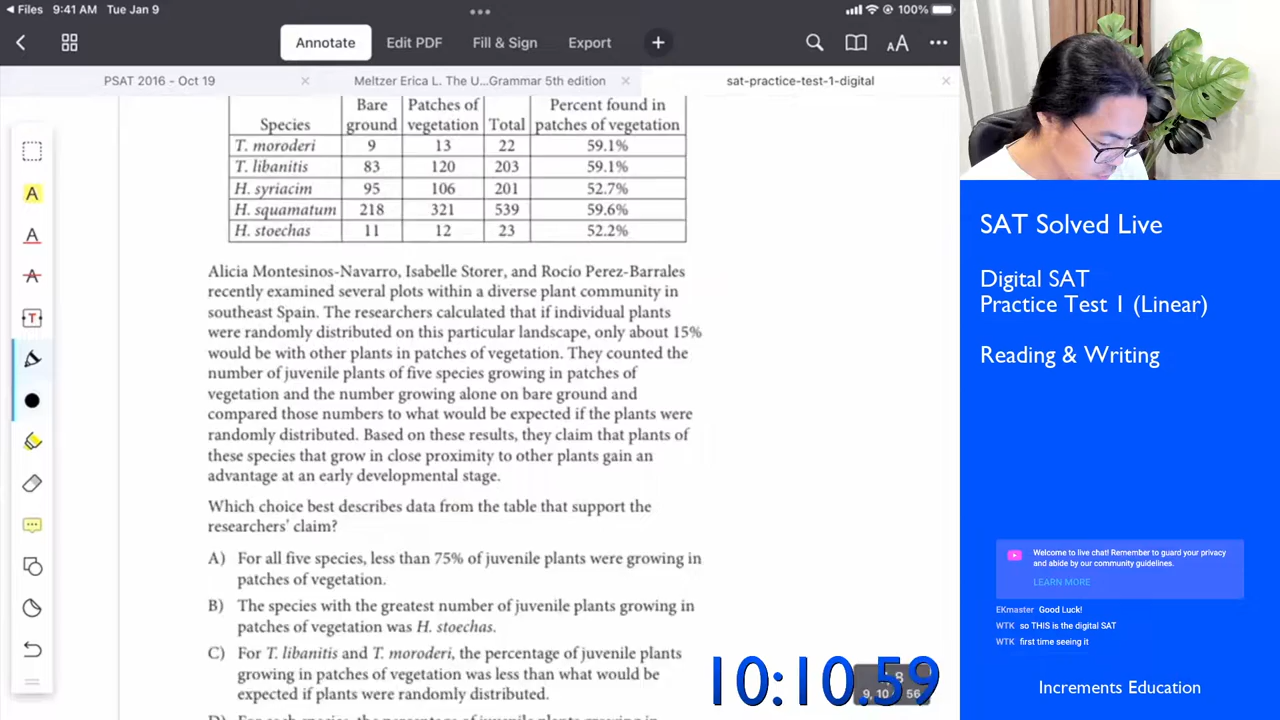 Files 9:41 AM Tue Jan 9
100%
Annotate Edit PDF Fill & Sign Export
PSAT 2016 - Oct 19
Meltzer Erica L. The U...Grammar 5th edition
sat-practice-test-1-digital
Species Bare ground Patches of vegetation Total Percent found in patches of vegetation
T. moroderi 9 13 22 59.1%
T. libanitis 83 120 203 59.1%
H. syriacim 95 106 201 52.7%
H. squamatum 218 321 539 59.6%
H. stoechas 11 12 23 52.2%
Alicia Montesinos-Navarro, Isabelle Storer, and Rocío Perez-Barrales
recently examined several plots within a diverse plant community in
southeast Spain. The researchers calculated that if individual plants
were randomly distributed on this particular landscape, only about 15%
would be with other plants in patches of vegetation. They counted the
number of juvenile plants of five species growing in patches of
vegetation and the number growing alone on bare ground and
compared those numbers to what would be expected if the plants were
randomly distributed. Based on these results, they claim that plants of
these species that grow in close proximity to other plants gain an
advantage at an early developmental stage.
Which choice best describes data from the table that support the
researchers' claim?
A) For all five species, less than 75% of juvenile plants were growing in
patches of vegetation.
B) The species with the greatest number of juvenile plants growing in
patches of vegetation was H. stoechas.
C) For T. libanitis and T. moroderi, the percentage of juvenile plants
growing in patches of vegetation was less than what would be
expected if plants were randomly distributed.
D) For each species, the percentage of juvenile plants growing in
10:10.59
9, 10 / 56
SAT Solved Live
Digital SAT
Practice Test 1 (Linear)
Reading & Writing
Welcome to live chat! Remember to guard your privacy
and abide by our community guidelines.
LEARN MORE
EKmaster Good Luck!
WTK so THIS is the digital SAT
WTK first time seeing it
Increments Education